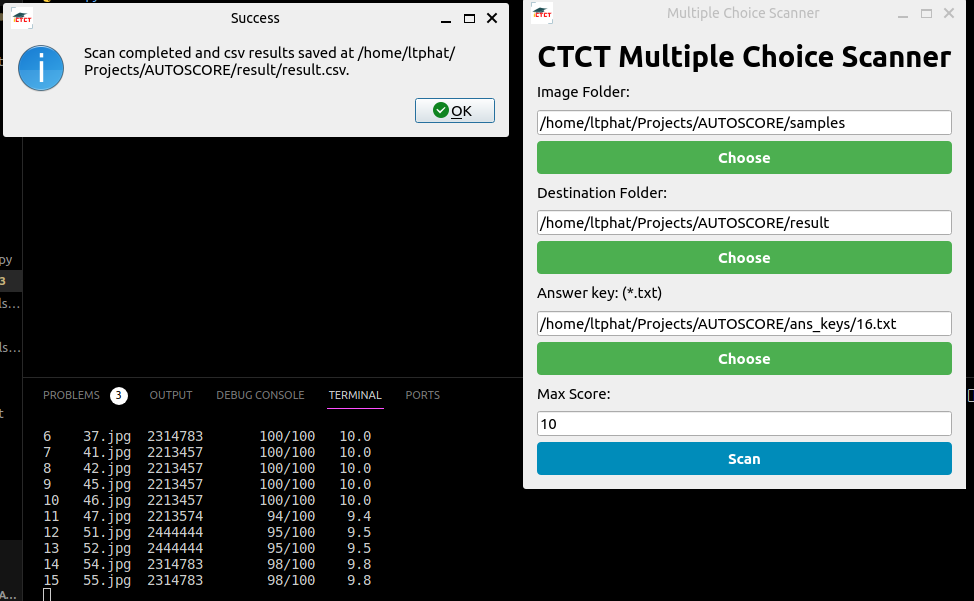 Success
Scan completed and csv results saved at /home/ltphat/
Projects/AUTOSCORE/result/result.csv.
OK
Multiple Choice Scanner
CTCT Multiple Choice Scanner
Image Folder:
/home/ltphat/Projects/AUTOSCORE/samples
Choose
Destination Folder:
/home/ltphat/Projects/AUTOSCORE/result
Choose
Answer key: (*.txt)
/home/ltphat/Projects/AUTOSCORE/ans_keys/16.txt
Choose
Max Score:
10
Scan
py
3
ls...
ls...
t
A...
PROBLEMS 3 OUTPUT DEBUG CONSOLE TERMINAL PORTS
6 37.jpg 2314783 100/100 10.0
7 41.jpg 2213457 100/100 10.0
8 42.jpg 2213457 100/100 10.0
9 45.jpg 2213457 100/100 10.0
10 46.jpg 2213457 100/100 10.0
11 47.jpg 2213574 94/100 9.4
12 51.jpg 2444444 95/100 9.5
13 52.jpg 2444444 95/100 9.5
14 54.jpg 2314783 98/100 9.8
15 55.jpg 2314783 98/100 9.8